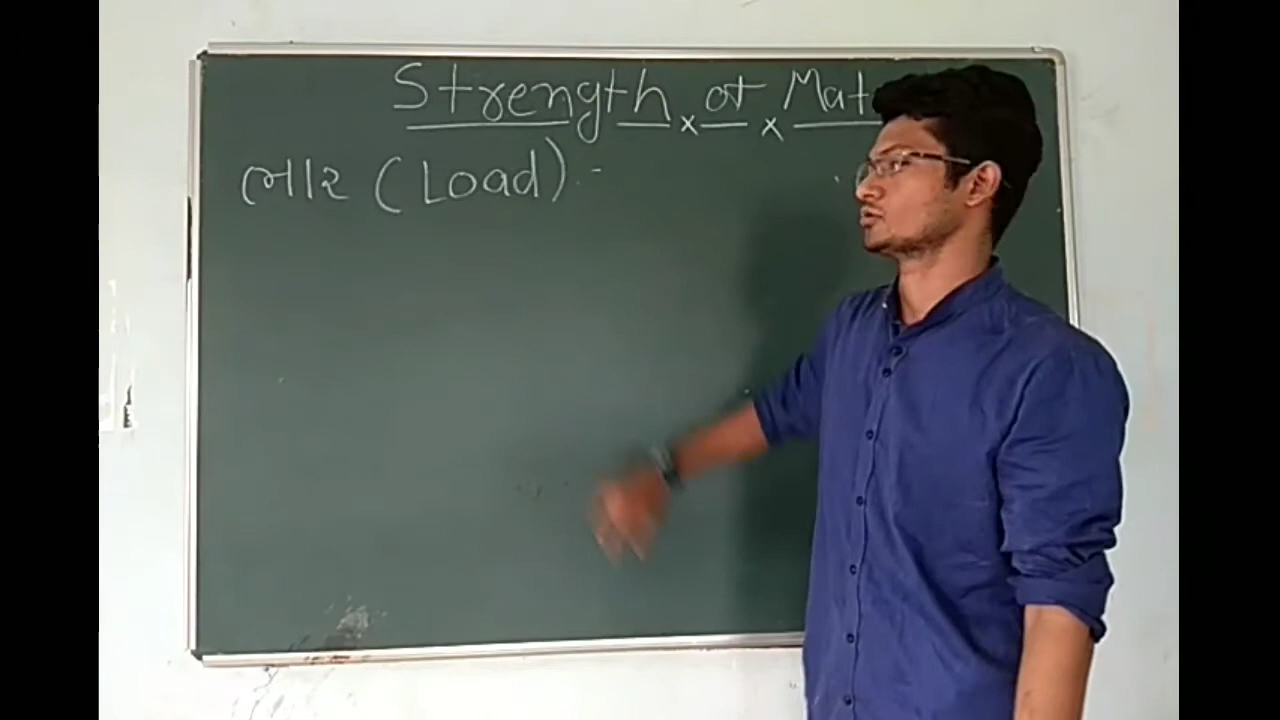 Strength of Mat
ભાર (Load):-